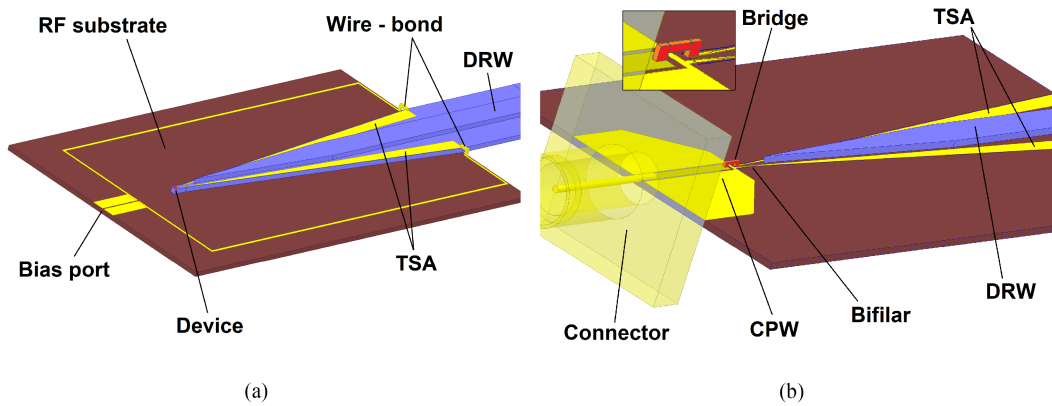 RF substrate
Wire - bond
DRW
Bias port
Device
TSA
(a)
Bridge
TSA
DRW
Connector
CPW
Bifilar
(b)